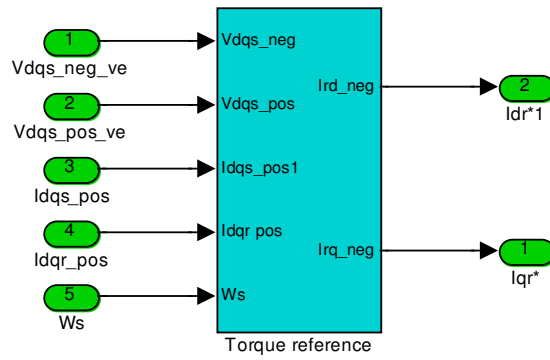 1
Vdqs_neg_ve
2
Vdqs_pos_ve
3
Idqs_pos
4
Idqr_pos
5
Ws
Vdqs_neg
Vdqs_pos
Idqs_pos1
Idqr pos
Ws
Ird_neg
Irq_neg
Torque reference
2
Idr*1
1
Iqr*